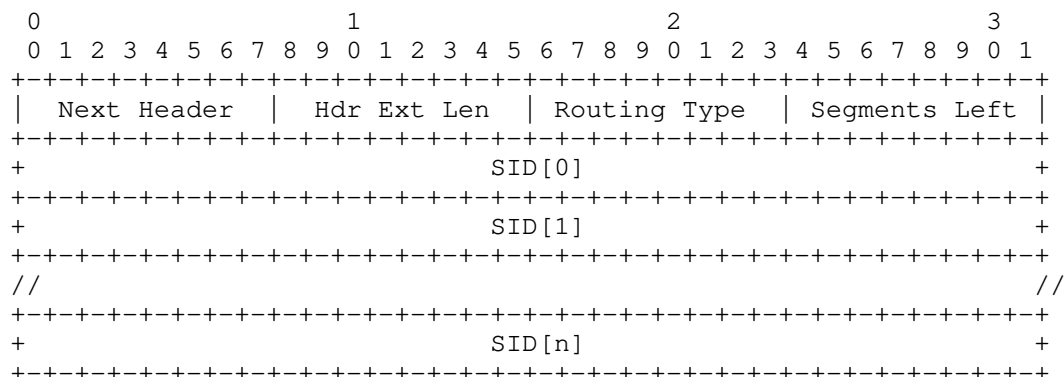 0                   1                   2                   3
 0 1 2 3 4 5 6 7 8 9 0 1 2 3 4 5 6 7 8 9 0 1 2 3 4 5 6 7 8 9 0 1
+-+-+-+-+-+-+-+-+-+-+-+-+-+-+-+-+-+-+-+-+-+-+-+-+-+-+-+-+-+-+-+-+
|  Next Header  |  Hdr Ext Len  | Routing Type  | Segments Left |
+-+-+-+-+-+-+-+-+-+-+-+-+-+-+-+-+-+-+-+-+-+-+-+-+-+-+-+-+-+-+-+-+
+                             SID[0]                            +
+-+-+-+-+-+-+-+-+-+-+-+-+-+-+-+-+-+-+-+-+-+-+-+-+-+-+-+-+-+-+-+-+
+                             SID[1]                            +
+-+-+-+-+-+-+-+-+-+-+-+-+-+-+-+-+-+-+-+-+-+-+-+-+-+-+-+-+-+-+-+-+
//                                                              //
+-+-+-+-+-+-+-+-+-+-+-+-+-+-+-+-+-+-+-+-+-+-+-+-+-+-+-+-+-+-+-+-+
+                             SID[n]                            +
+-+-+-+-+-+-+-+-+-+-+-+-+-+-+-+-+-+-+-+-+-+-+-+-+-+-+-+-+-+-+-+-+